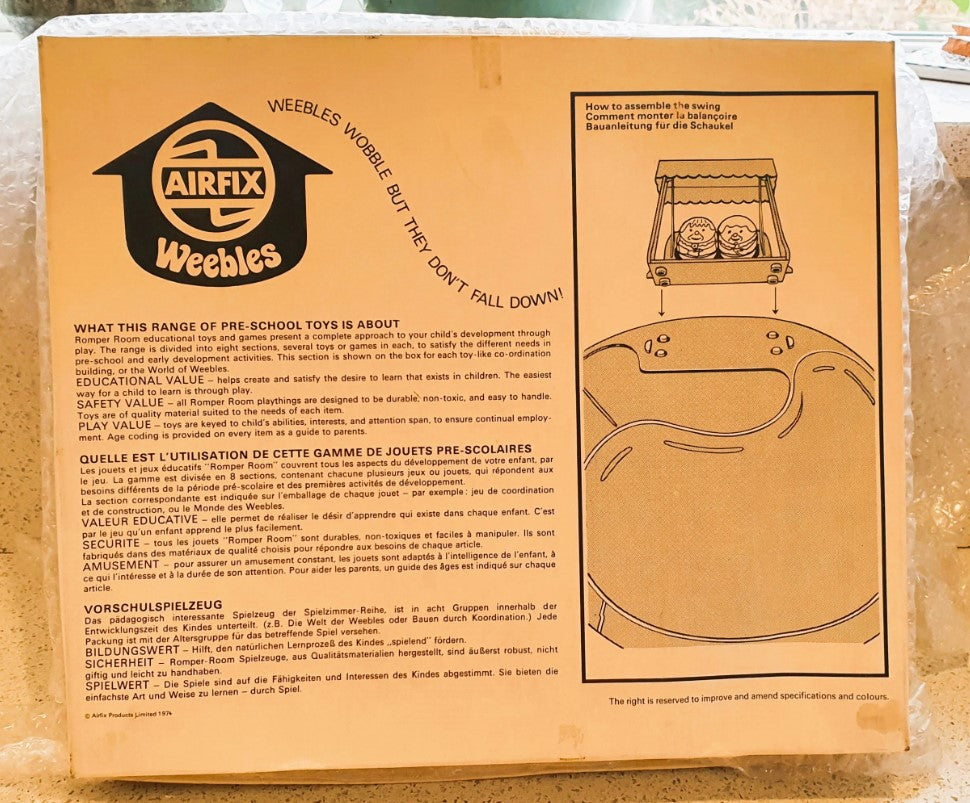 AIRFIX
Weebles
WEEBLES WOBBLE BUT THEY DON'T FALL DOWN!
WHAT THIS RANGE OF PRE-SCHOOL TOYS IS ABOUT
Romper Room educational toys and games present a complete approach to your child's development through
play. The range is divided into eight sections, several toys or games in each, to satisfy the different needs in
pre-school and early development activities. This section is shown on the box for each toy-like co-ordination
building, or the World of Weebles.
EDUCATIONAL VALUE – helps create and satisfy the desire to learn that exists in children. The easiest
way for a child to learn is through play.
SAFETY VALUE – all Romper Room playthings are designed to be durable, non-toxic, and easy to handle.
Toys are of quality material suited to the needs of each item.
PLAY VALUE – toys are keyed to child's abilities, interests, and attention span, to ensure continual employ-
ment. Age coding is provided on every item as a guide to parents.
QUELLE EST L'UTILISATION DE CETTE GAMME DE JOUETS PRE-SCOLAIRES
Les jouets et jeux éducatifs "Romper Room" couvrent tous les aspects du développement de votre enfant, par
le jeu. La gamme est divisée en 8 sections, contenant chacune plusieurs jeux ou jouets, qui répondent aux
besoins différents de la période pré-scolaire et des premières activités de développement.
La section correspondante est indiquée sur l'emballage de chaque jouet – par exemple: jeu de coordination
et de construction, ou le Monde des Weebles.
VALEUR EDUCATIVE – elle permet de réaliser le désir d'apprendre qui existe dans chaque enfant. C'est
par le jeu qu'un enfant apprend le plus facilement.
SECURITE – tous les jouets "Romper Room" sont durables, non-toxiques et faciles à manipuler. Ils sont
fabriqués dans des matériaux de qualité choisis pour répondre aux besoins de chaque article.
AMUSEMENT – pour assurer un amusement constant, les jouets sont adaptés à l'intelligence de l'enfant, à
ce qui l'intéresse et à la durée de son attention. Pour aider les parents, un guide des âges est indiqué sur chaque
article.
VORSCHULSPIELZEUG
Das pädagogisch interessante Spielzeug der Spielzimmer-Reihe, ist in acht Gruppen innerhalb der
Entwicklungszeit des Kindes unterteilt. (z.B. Die Welt der Weebles oder Bauen durch Koordination.) Jede
Packung ist mit der Altersgruppe für das betreffende Spiel versehen.
BILDUNGSWERT – Hilft, den natürlichen Lernprozeß des Kindes „spielend" fördern.
SICHERHEIT – Romper-Room Spielzeuge, aus Qualitätsmaterialien hergestellt, sind äußerst robust, nicht
giftig und leicht zu handhaben.
SPIELWERT – Die Spiele sind auf die Fähigkeiten und Interessen des Kindes abgestimmt. Sie bieten die
einfachste Art und Weise zu lernen – durch Spiel.
© Airfix Products Limited 1974
How to assemble the swing
Comment monter la balançoire
Bauanleitung für die Schaukel
The right is reserved to improve and amend specifications and colours.